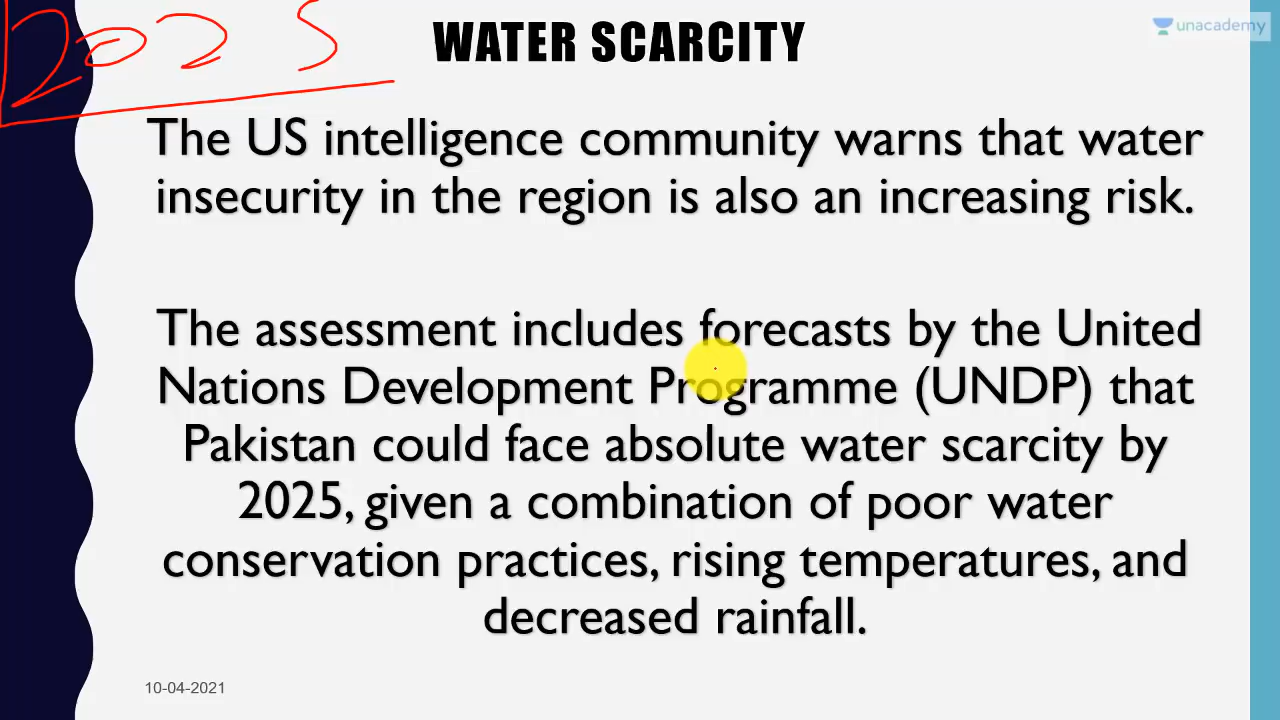 2025
WATER SCARCITY
unacademy
The US intelligence community warns that water
insecurity in the region is also an increasing risk.
The assessment includes forecasts by the United
Nations Development Programme (UNDP) that
Pakistan could face absolute water scarcity by
2025, given a combination of poor water
conservation practices, rising temperatures, and
decreased rainfall.
10-04-2021